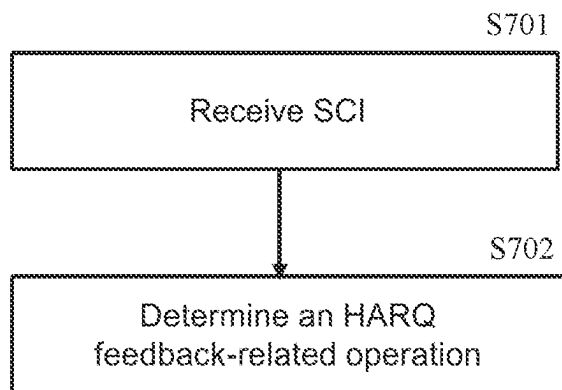 S701
Receive SCI
S702
Determine an HARQ
feedback-related operation